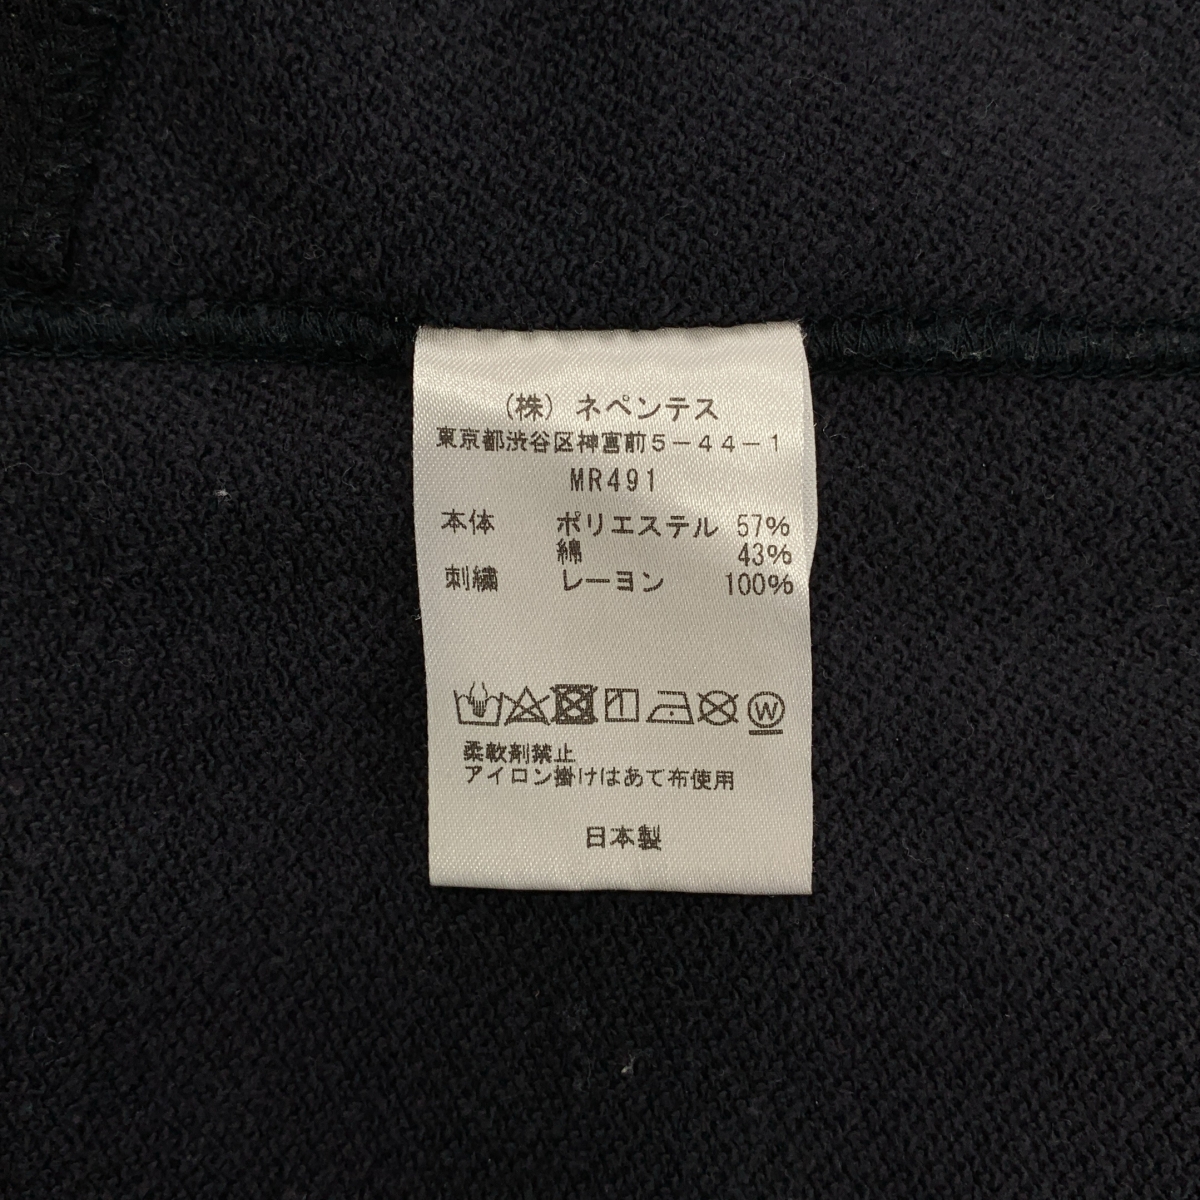 (株) ネペンテス
東京都渋谷区神宮前5-44-1
MR491
本体 ポリエステル 57%
綿 43%
刺繍 レーヨン 100%
W
柔軟剤禁止
アイロン掛けはあて布使用
日本製